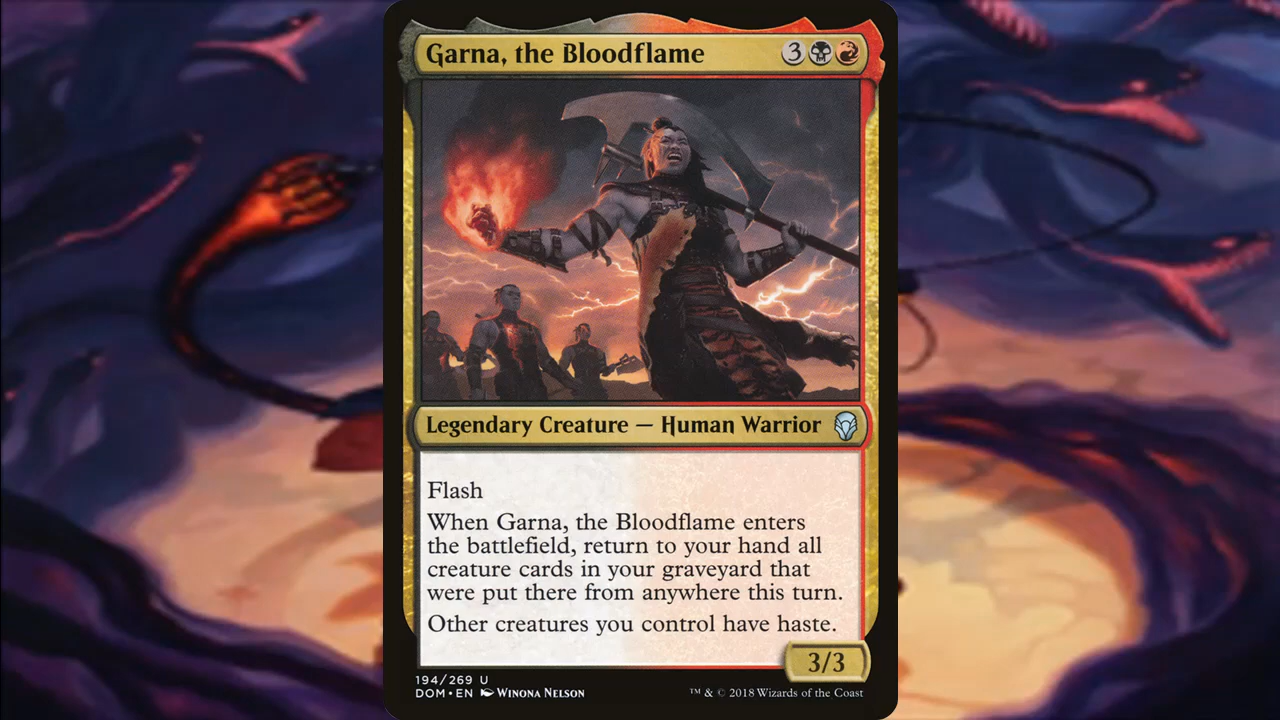 Garna, the Bloodflame 3
Legendary Creature — Human Warrior
Flash
When Garna, the Bloodflame enters
the battlefield, return to your hand all
creature cards in your graveyard that
were put there from anywhere this turn.
Other creatures you control have haste.
3/3
194/269 U
DOM • EN Winona Nelson
™ & © 2018 Wizards of the Coast